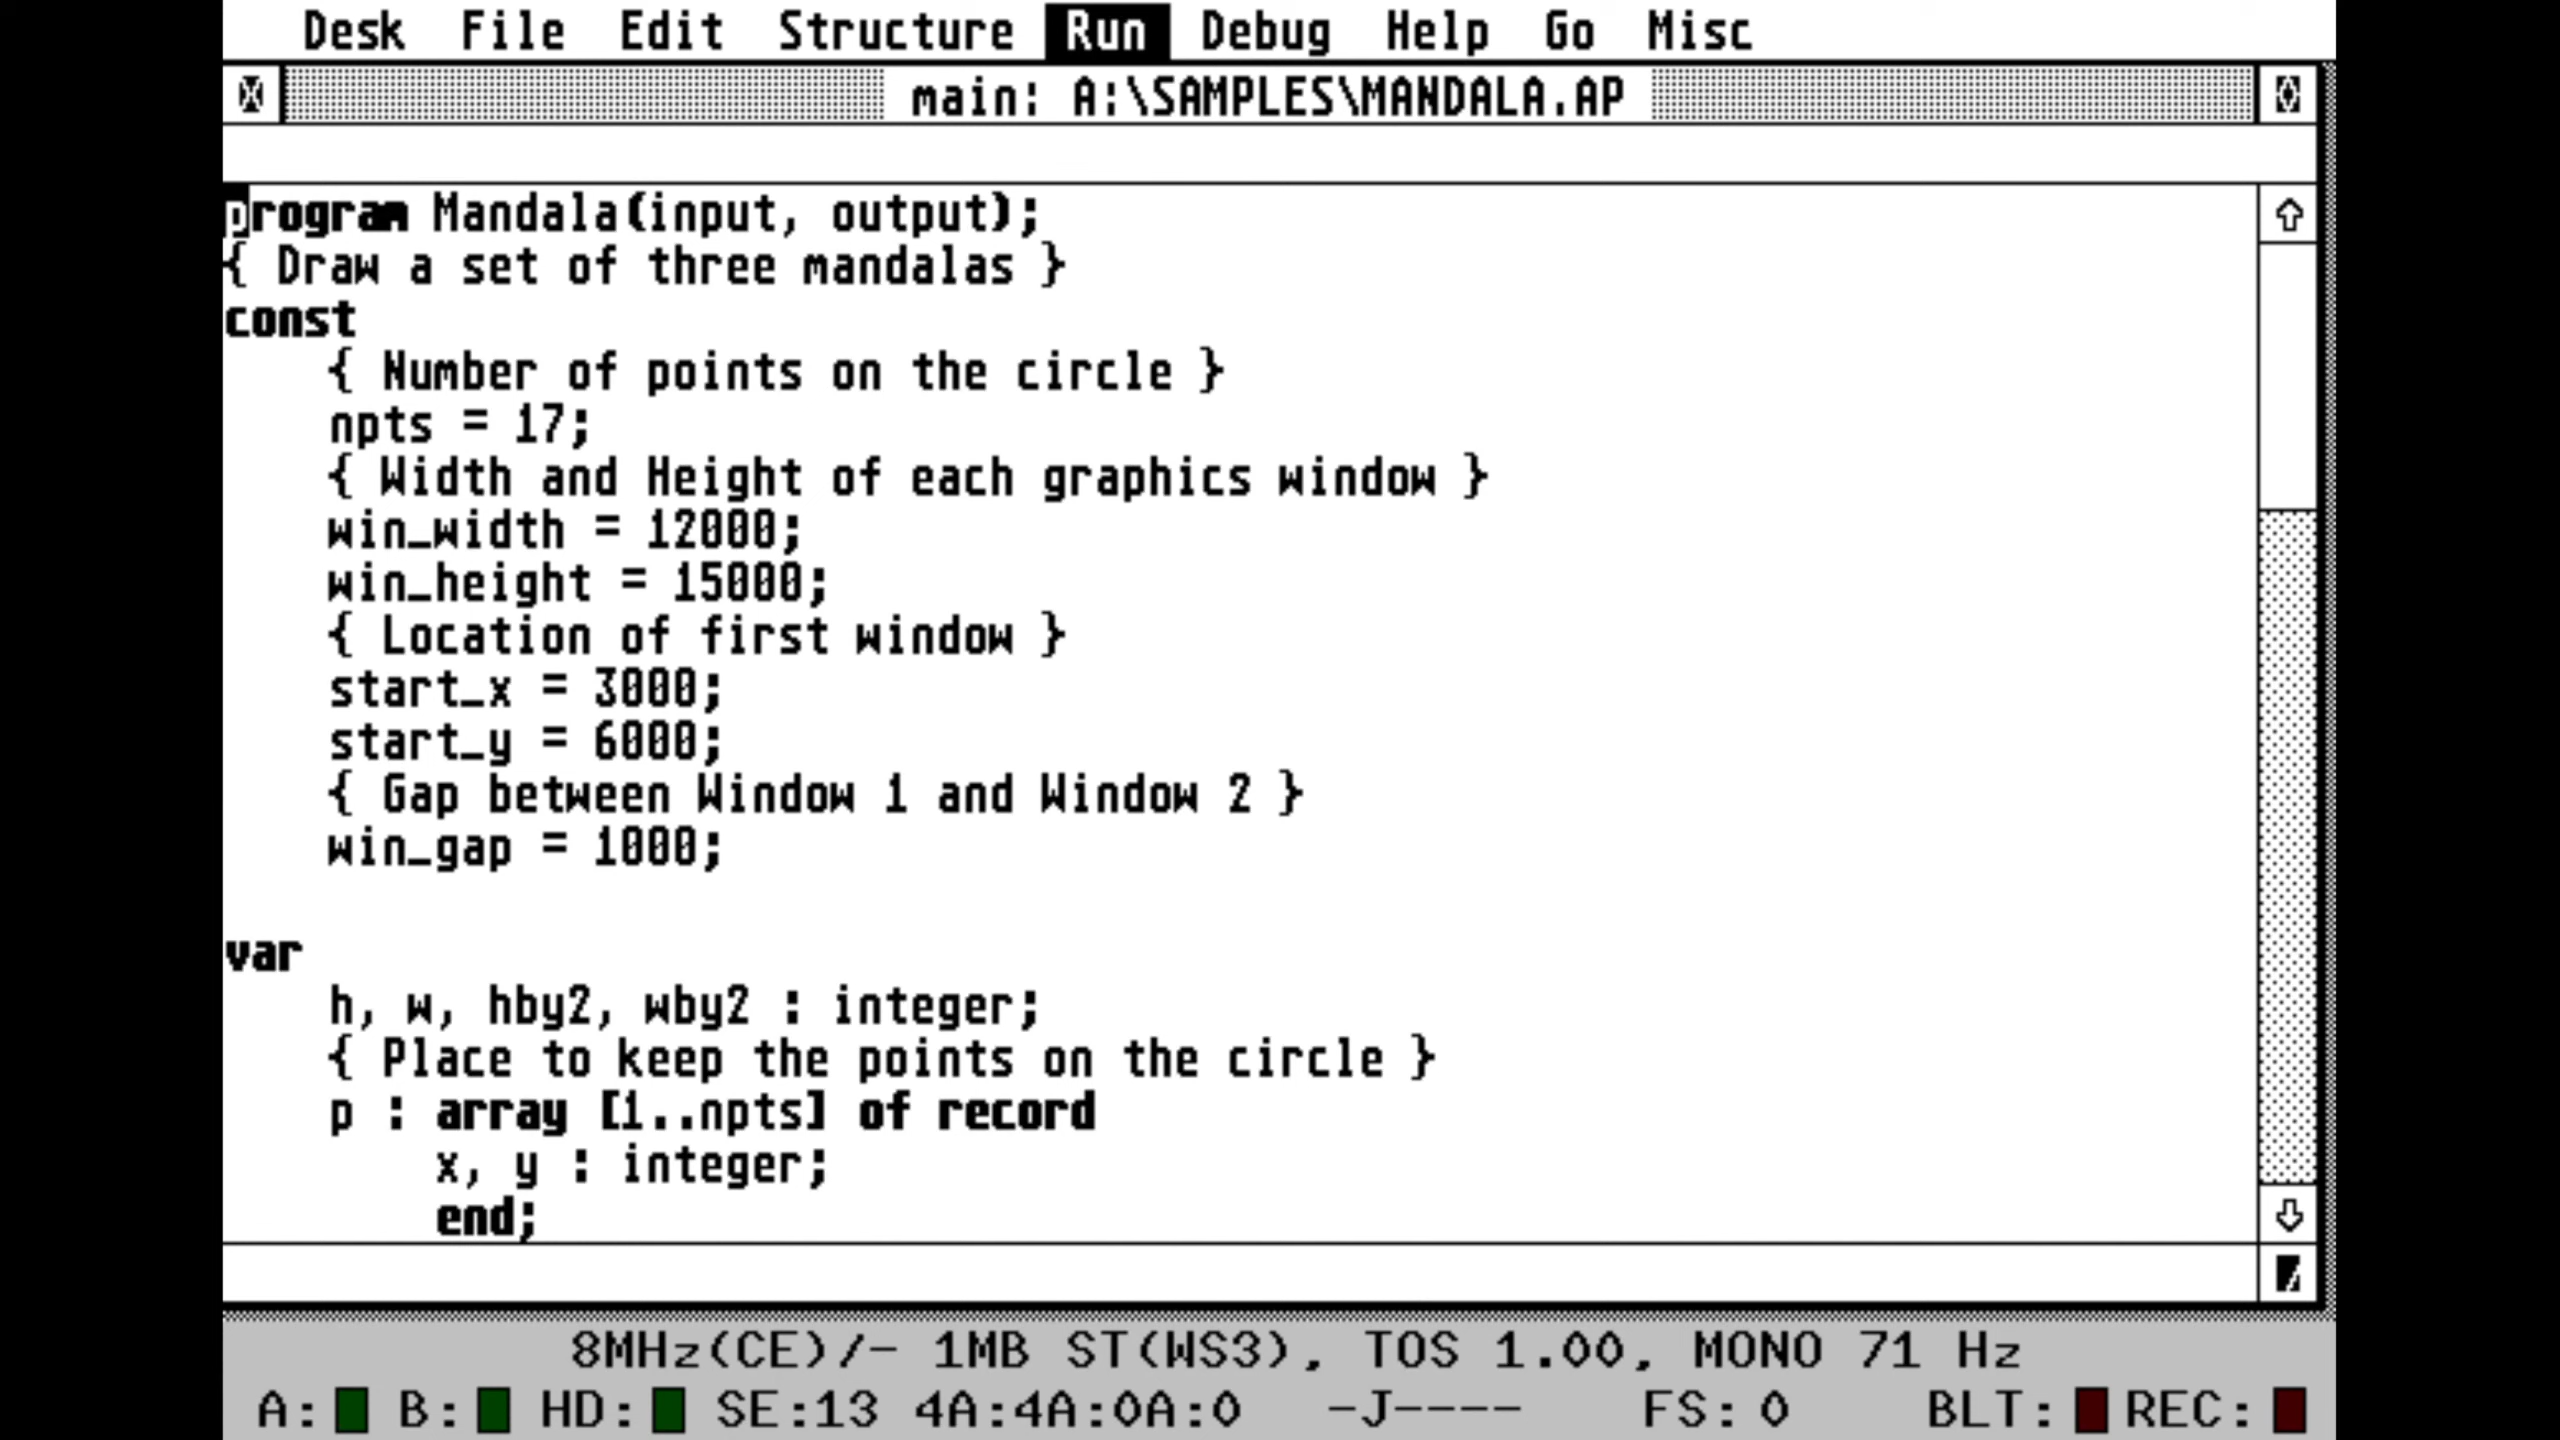 Desk File Edit Structure Run Debug Help Go Misc
main: A:\SAMPLES\MANDALA.AP
program Mandala(input, output);
{ Draw a set of three mandalas }
const
    { Number of points on the circle }
    npts = 17;
    { Width and Height of each graphics window }
    win_width = 12000;
    win_height = 15000;
    { Location of first window }
    start_x = 3000;
    start_y = 6000;
    { Gap between Window 1 and Window 2 }
    win_gap = 1000;
var
    h, w, hby2, wby2 : integer;
    { Place to keep the points on the circle }
    p : array [1..npts] of record
        x, y : integer;
        end;
8MHz(CE)/- 1MB ST(WS3), TOS 1.00, MONO 71 Hz
A: B: HD: SE:13 4A:4A:0A:0 -J---- FS: 0 BLT: REC: